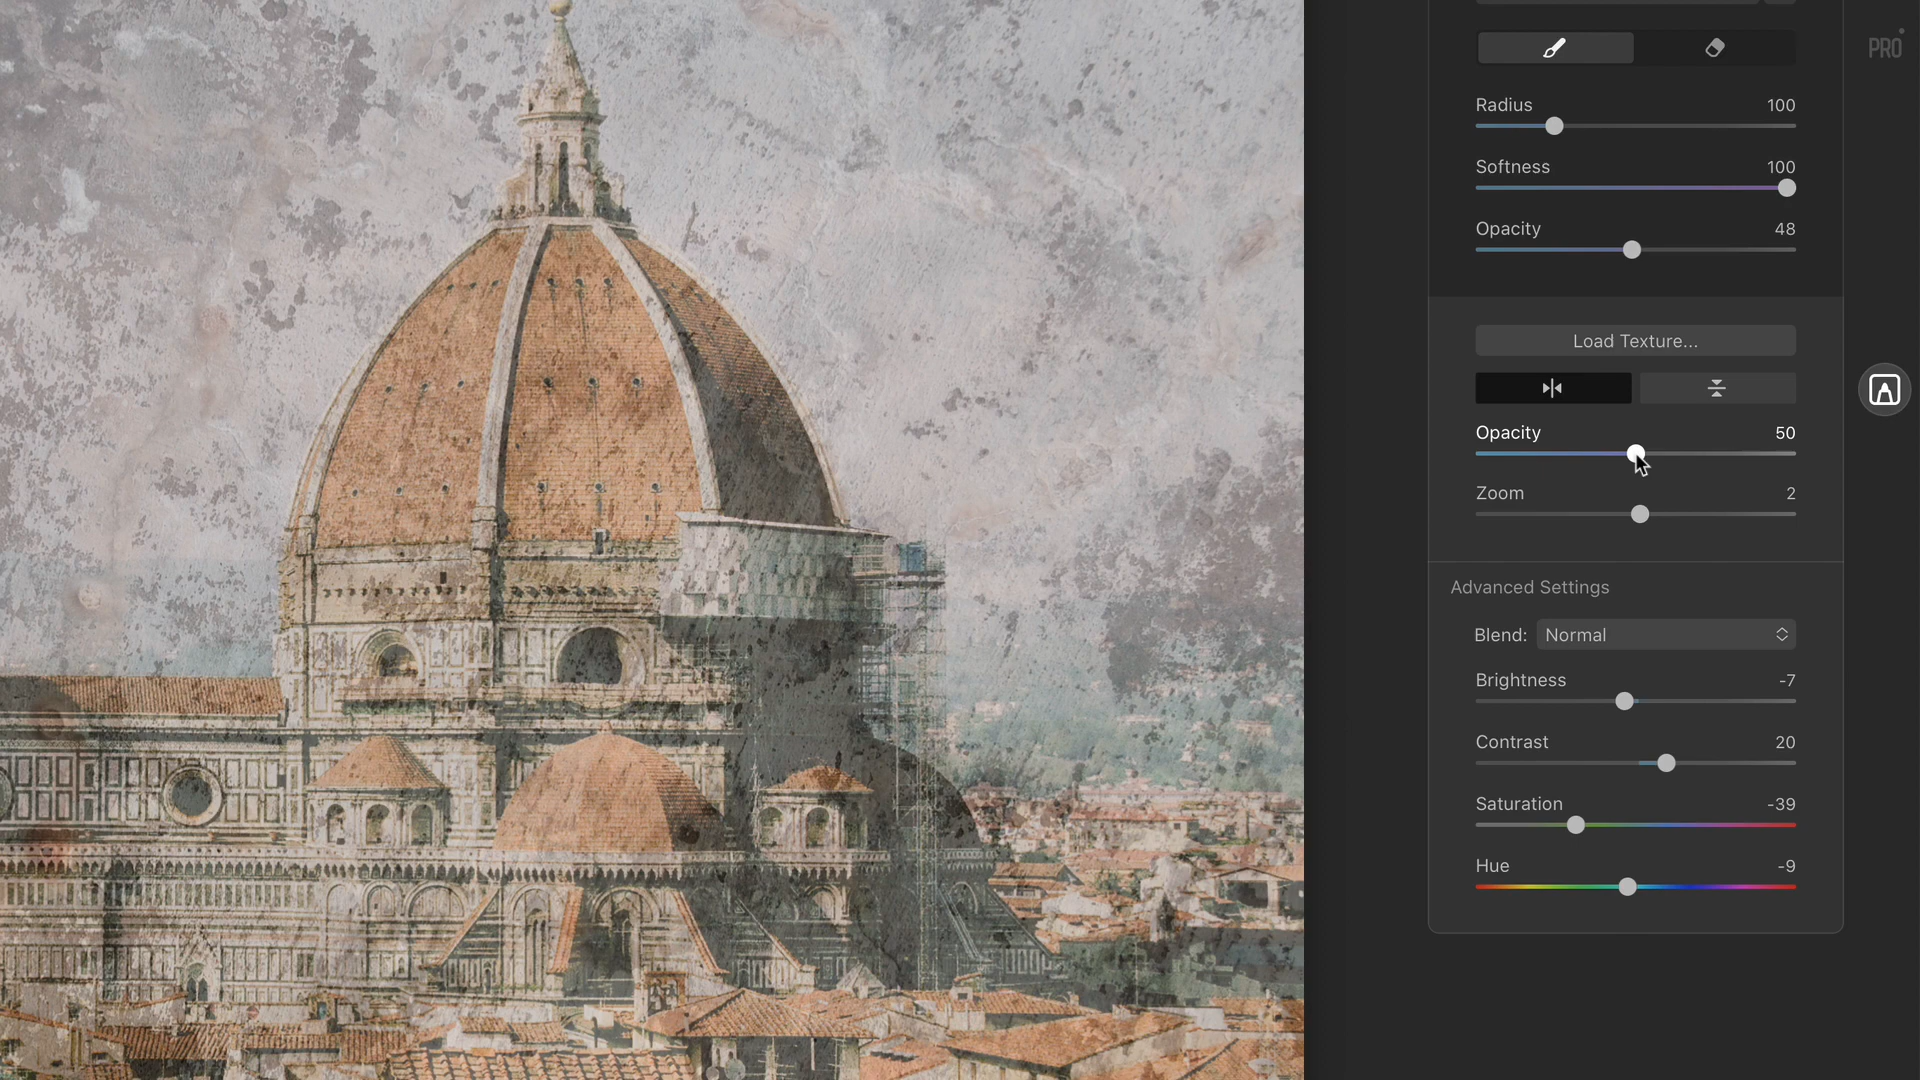 PRO
Radius 100
Softness 100
Opacity 48
Load Texture...
Opacity 50
Zoom 2
Advanced Settings
Blend: Normal
Brightness -7
Contrast 20
Saturation -39
Hue -9